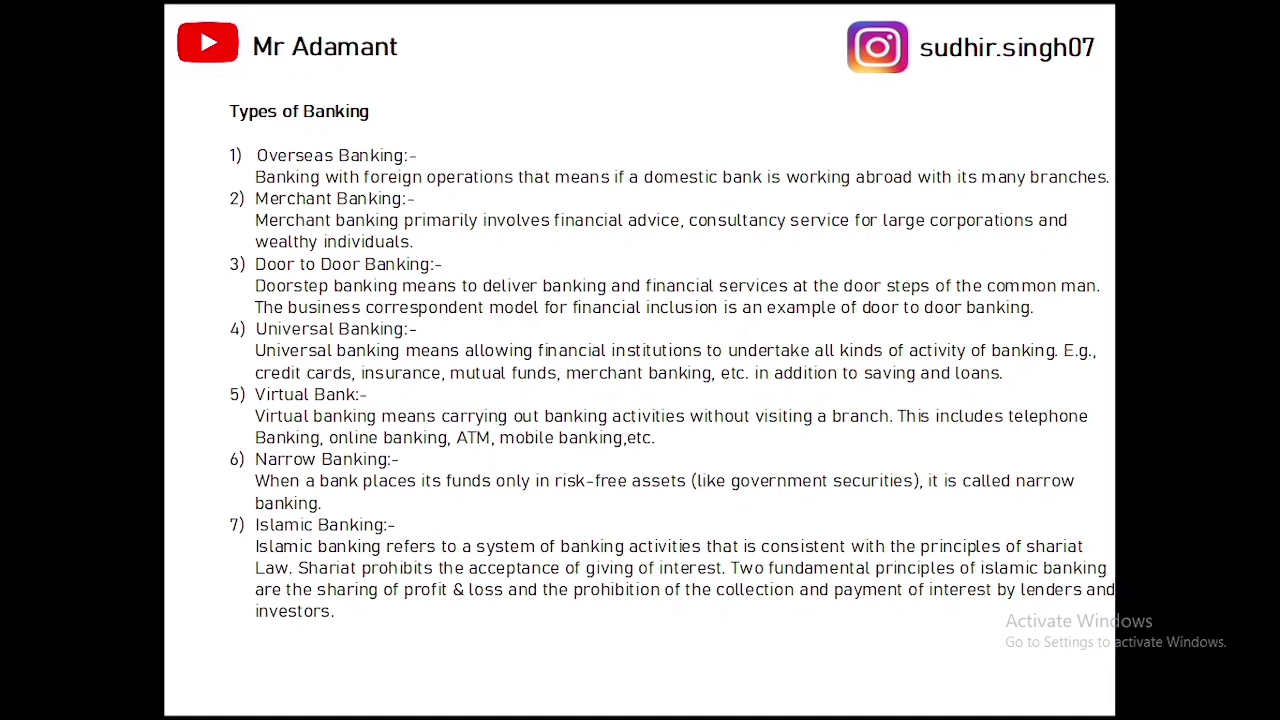 Mr Adamant
sudhir.singh07
Types of Banking
1) Overseas Banking:-
Banking with foreign operations that means if a domestic bank is working abroad with its many branches.
2) Merchant Banking:-
Merchant banking primarily involves financial advice, consultancy service for large corporations and
wealthy individuals.
3) Door to Door Banking:-
Doorstep banking means to deliver banking and financial services at the door steps of the common man.
The business correspondent model for financial inclusion is an example of door to door banking.
4) Universal Banking:-
Universal banking means allowing financial institutions to undertake all kinds of activity of banking. E.g.,
credit cards, insurance, mutual funds, merchant banking, etc. in addition to saving and loans.
5) Virtual Bank:-
Virtual banking means carrying out banking activities without visiting a branch. This includes telephone
Banking, online banking, ATM, mobile banking,etc.
6) Narrow Banking:-
When a bank places its funds only in risk-free assets (like government securities), it is called narrow
banking.
7) Islamic Banking:-
Islamic banking refers to a system of banking activities that is consistent with the principles of shariat
Law. Shariat prohibits the acceptance of giving of interest. Two fundamental principles of islamic banking
are the sharing of profit & loss and the prohibition of the collection and payment of interest by lenders and
investors.
Activate Windows
Go to Settings to activate Windows.